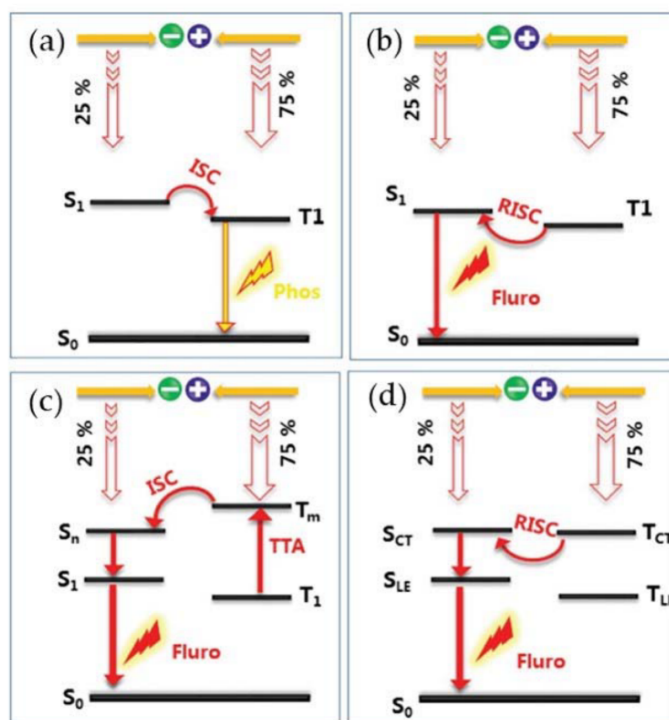 (a)
− +
25 %
75 %
ISC
S1
T1
Phos
S0
(b)
− +
25 %
75 %
S1
RISC
T1
Fluro
S0
(c)
− +
25 %
75 %
ISC
Tm
Sn
TTA
S1
T1
Fluro
S0
(d)
− +
25 %
75 %
SCT
RISC
TCT
SLE
TLE
Fluro
S0